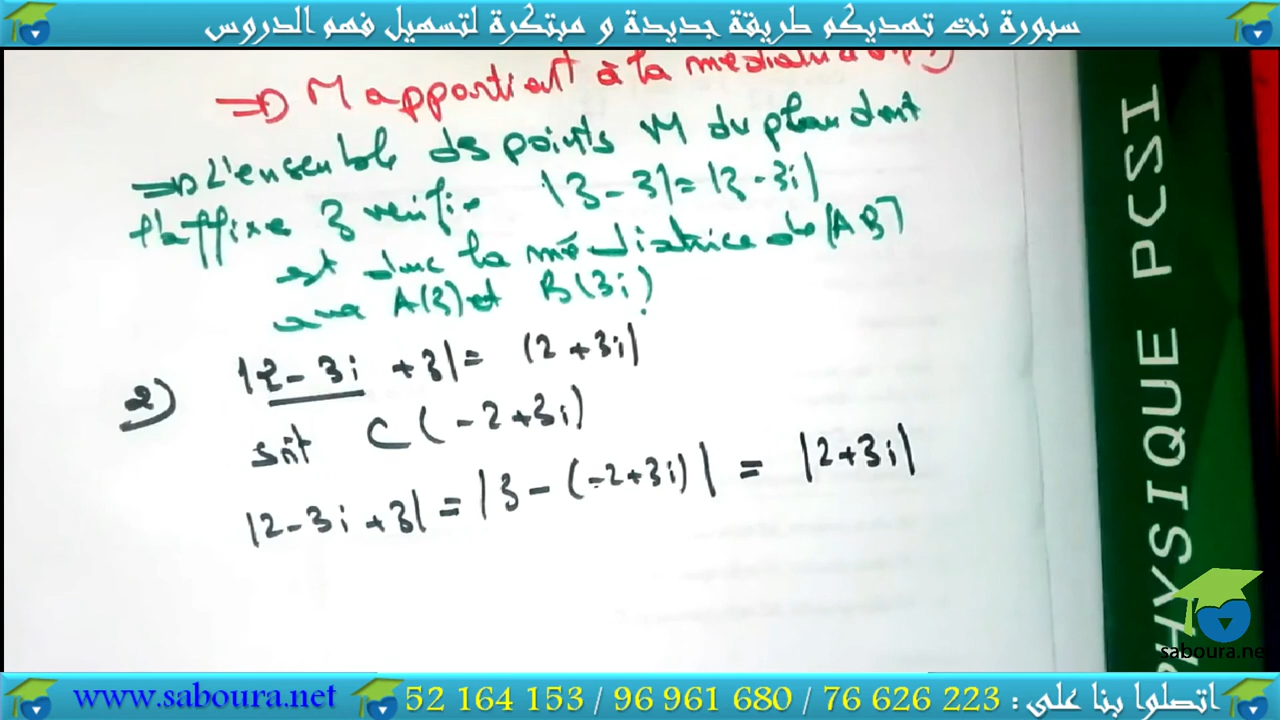 سبورة نت تهديكم طريقة جديدة و مبتكرة لتسهيل فهم الدروس
=> M appartient à la
=> L'ensemble des points M du plan dont
l'affixe z vérifie |z - 3| = |z - 3i|
est donc la médiatrice de [AB]
avec A(3) et B(3i)
2) |2 - 3i + z| = |2 + 3i|
soit C(-2+3i)
|2 - 3i + z| = |z - (-2+3i)| = |2+3i|
PHYSIQUE PCSI
saboura.net
www.saboura.net 52 164 153 / 96 961 680 / 76 626 223 : اتصلوا بنا على